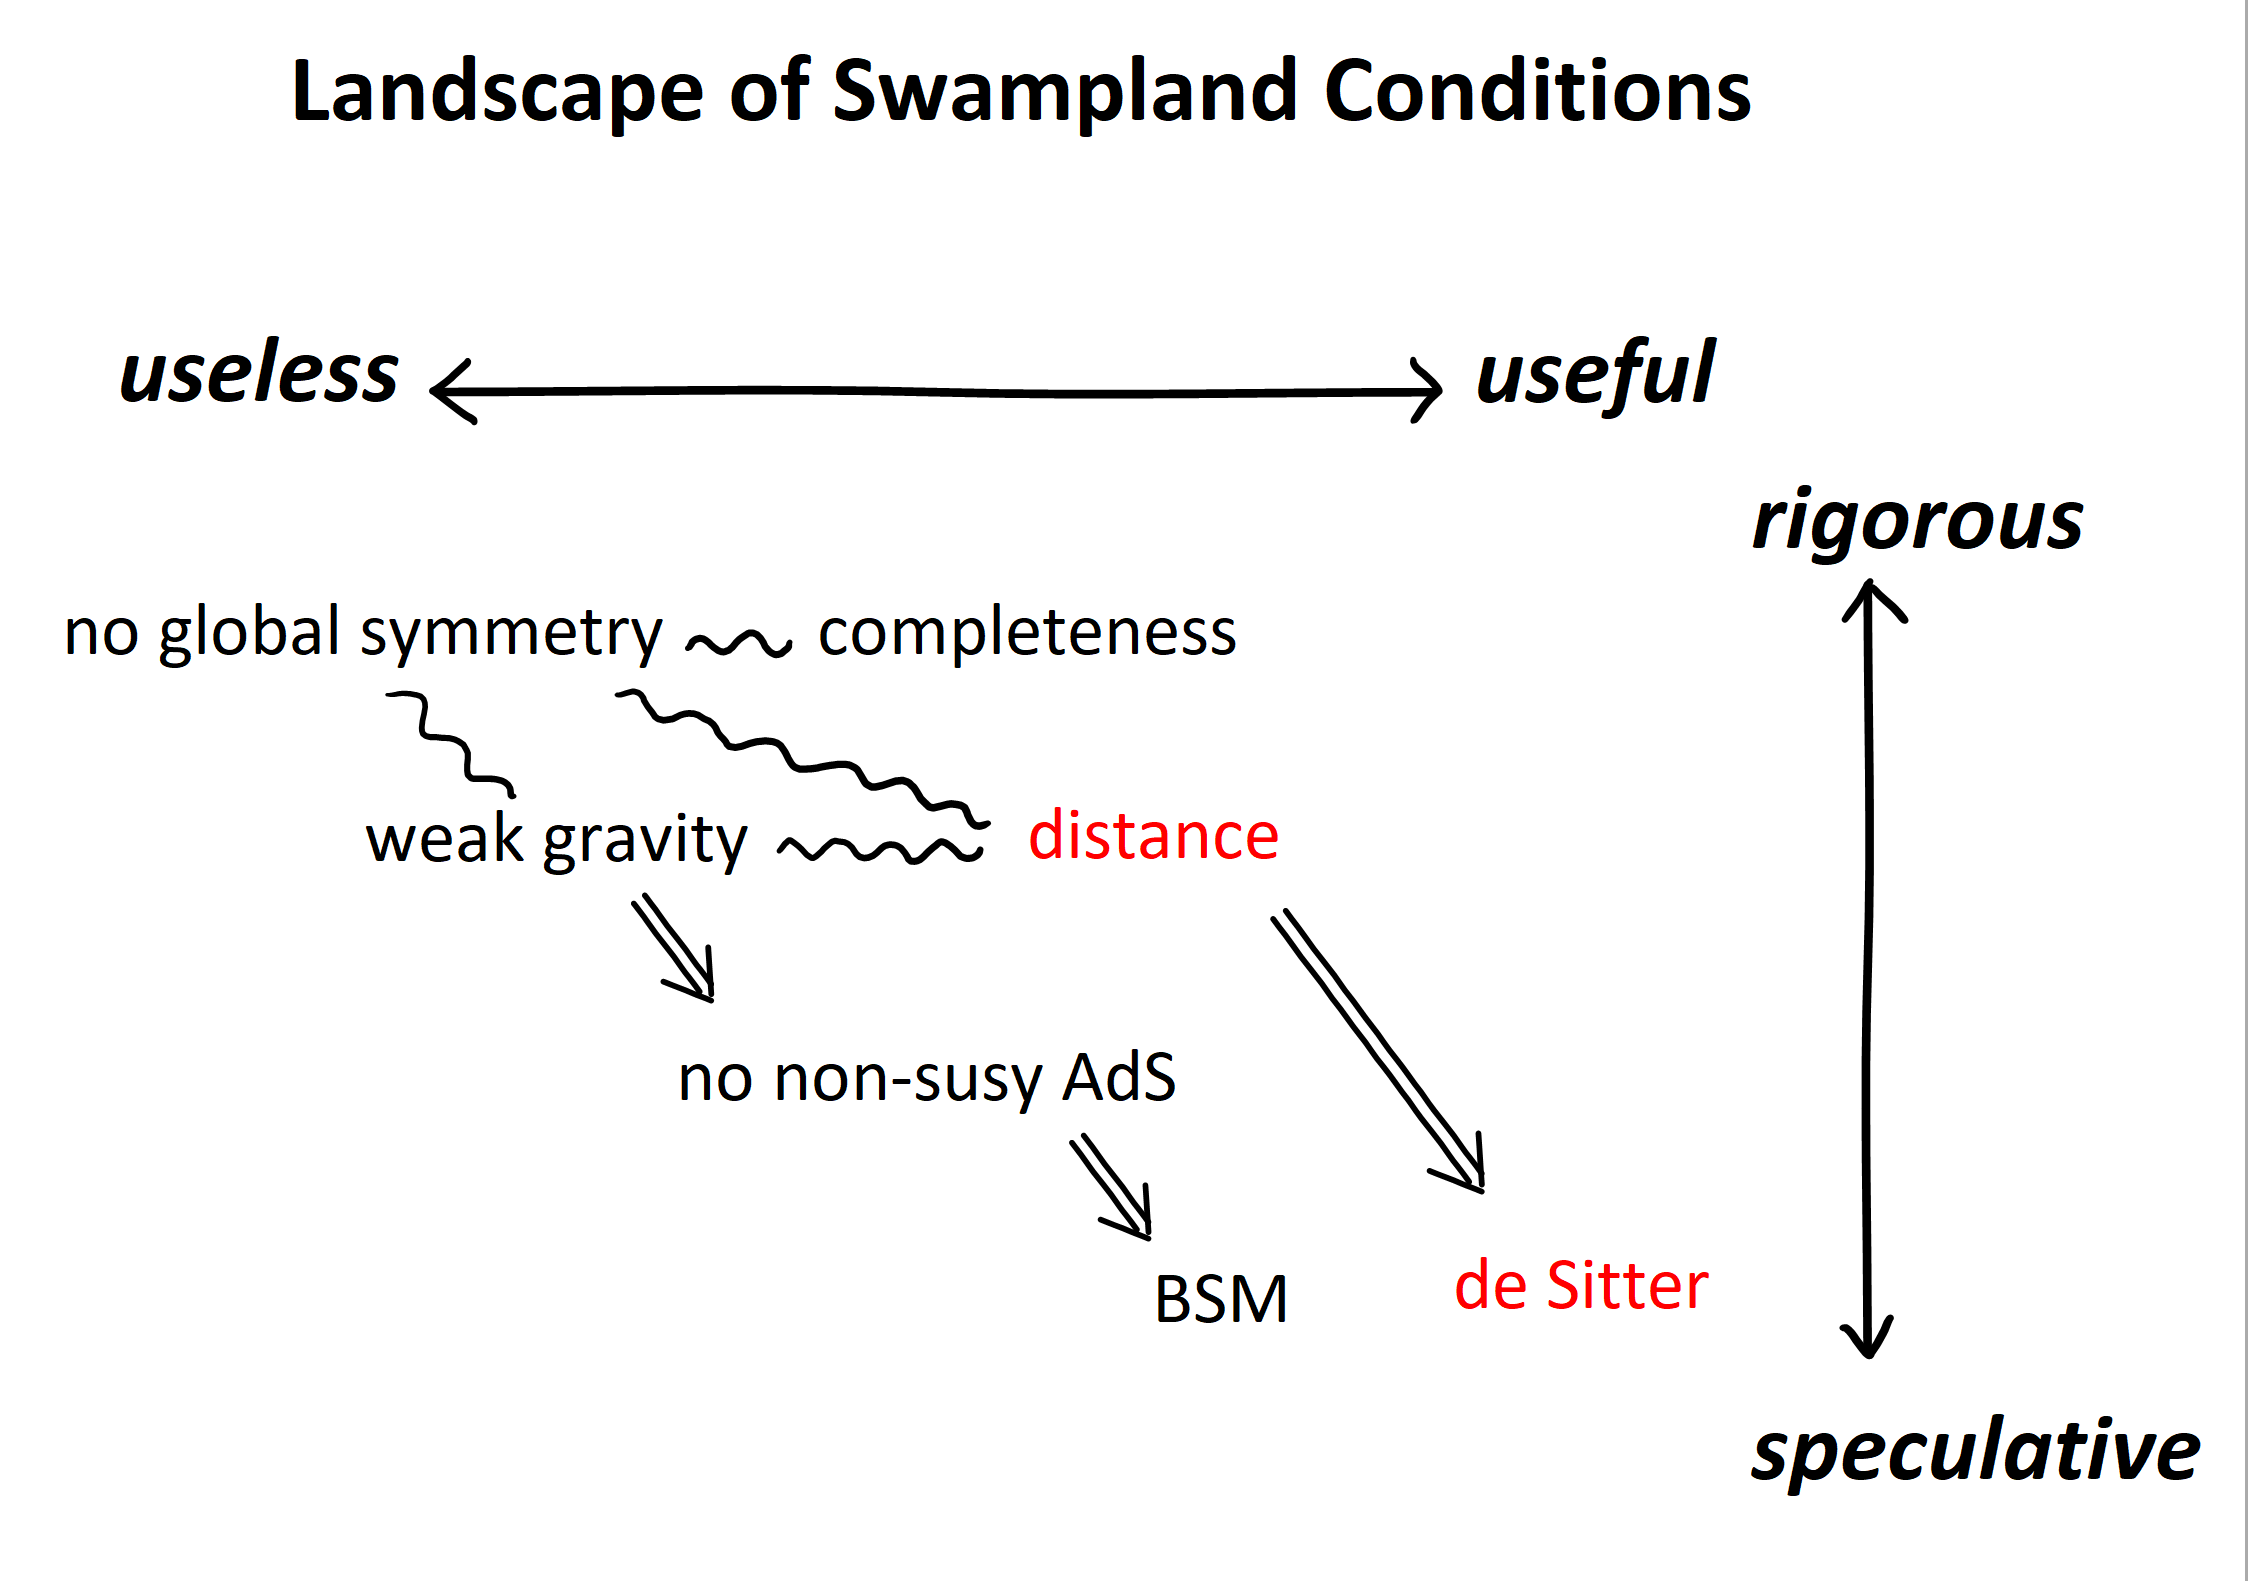 Landscape of Swampland Conditions
useless useful
rigorous
no global symmetry completeness
weak gravity distance
no non-susy AdS
BSM de Sitter
speculative